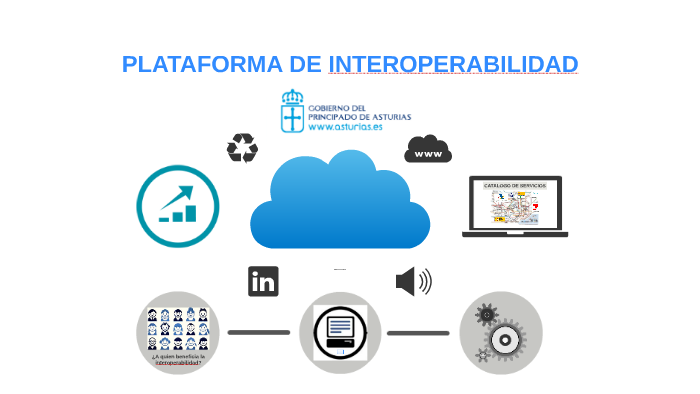 PLATAFORMA DE INTEROPERABILIDAD
GOBIERNO DEL
PRINCIPADO DE ASTURIAS
www.asturias.es
www
CATÁLOGO DE SERVICIOS
in
¿A quien beneficia la
interoperabilidad?